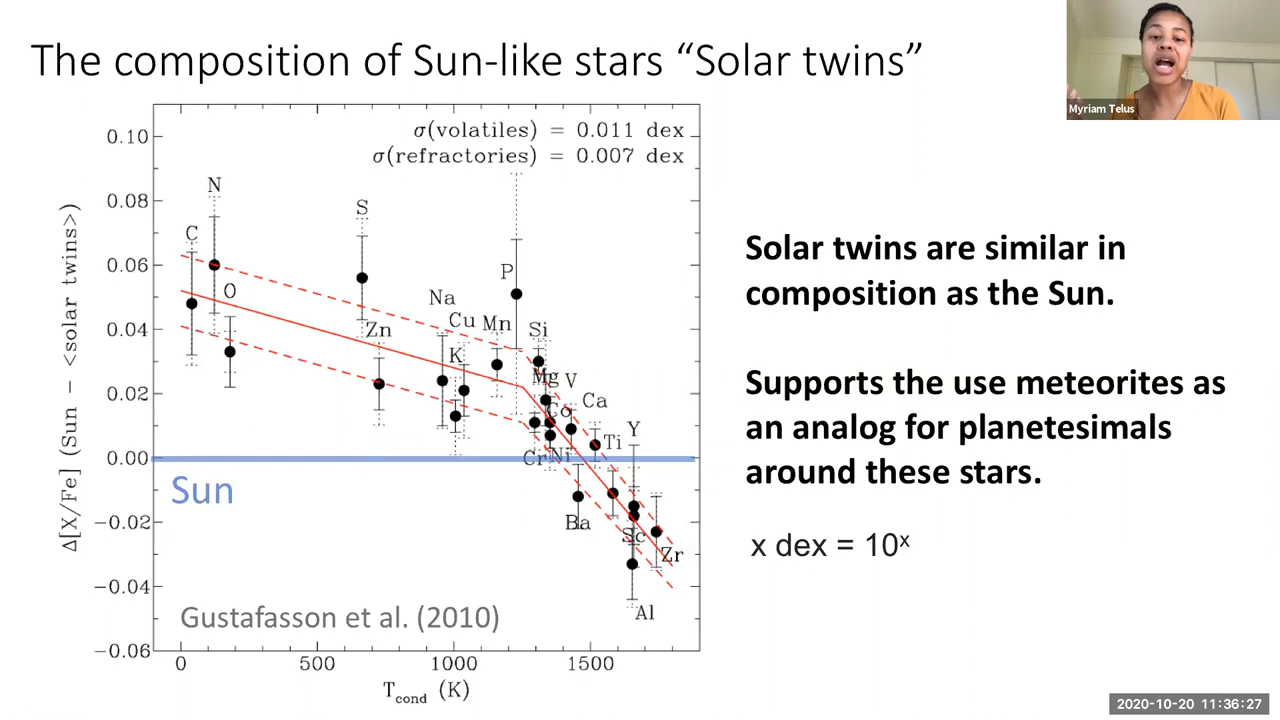 The composition of Sun-like stars “Solar twins”
Myriam Telus
σ(volatiles) = 0.011 dex
σ(refractories) = 0.007 dex
Δ[X/Fe] (Sun − <solar twins>)
0.10
0.08
0.06
0.04
0.02
0.00
−0.02
−0.04
−0.06
C
N
O
S
Zn
Na
K
Cu
Mn
P
Si
Mg
Co
V
Cr
Ni
Ca
Ti
Ba
Y
Sc
Al
Zr
Sun
Gustafasson et al. (2010)
0 500 1000 1500
Tcond (K)
Solar twins are similar in
composition as the Sun.
Supports the use meteorites as
an analog for planetesimals
around these stars.
x dex = 10ˣ
2020-10-20 11:36:27